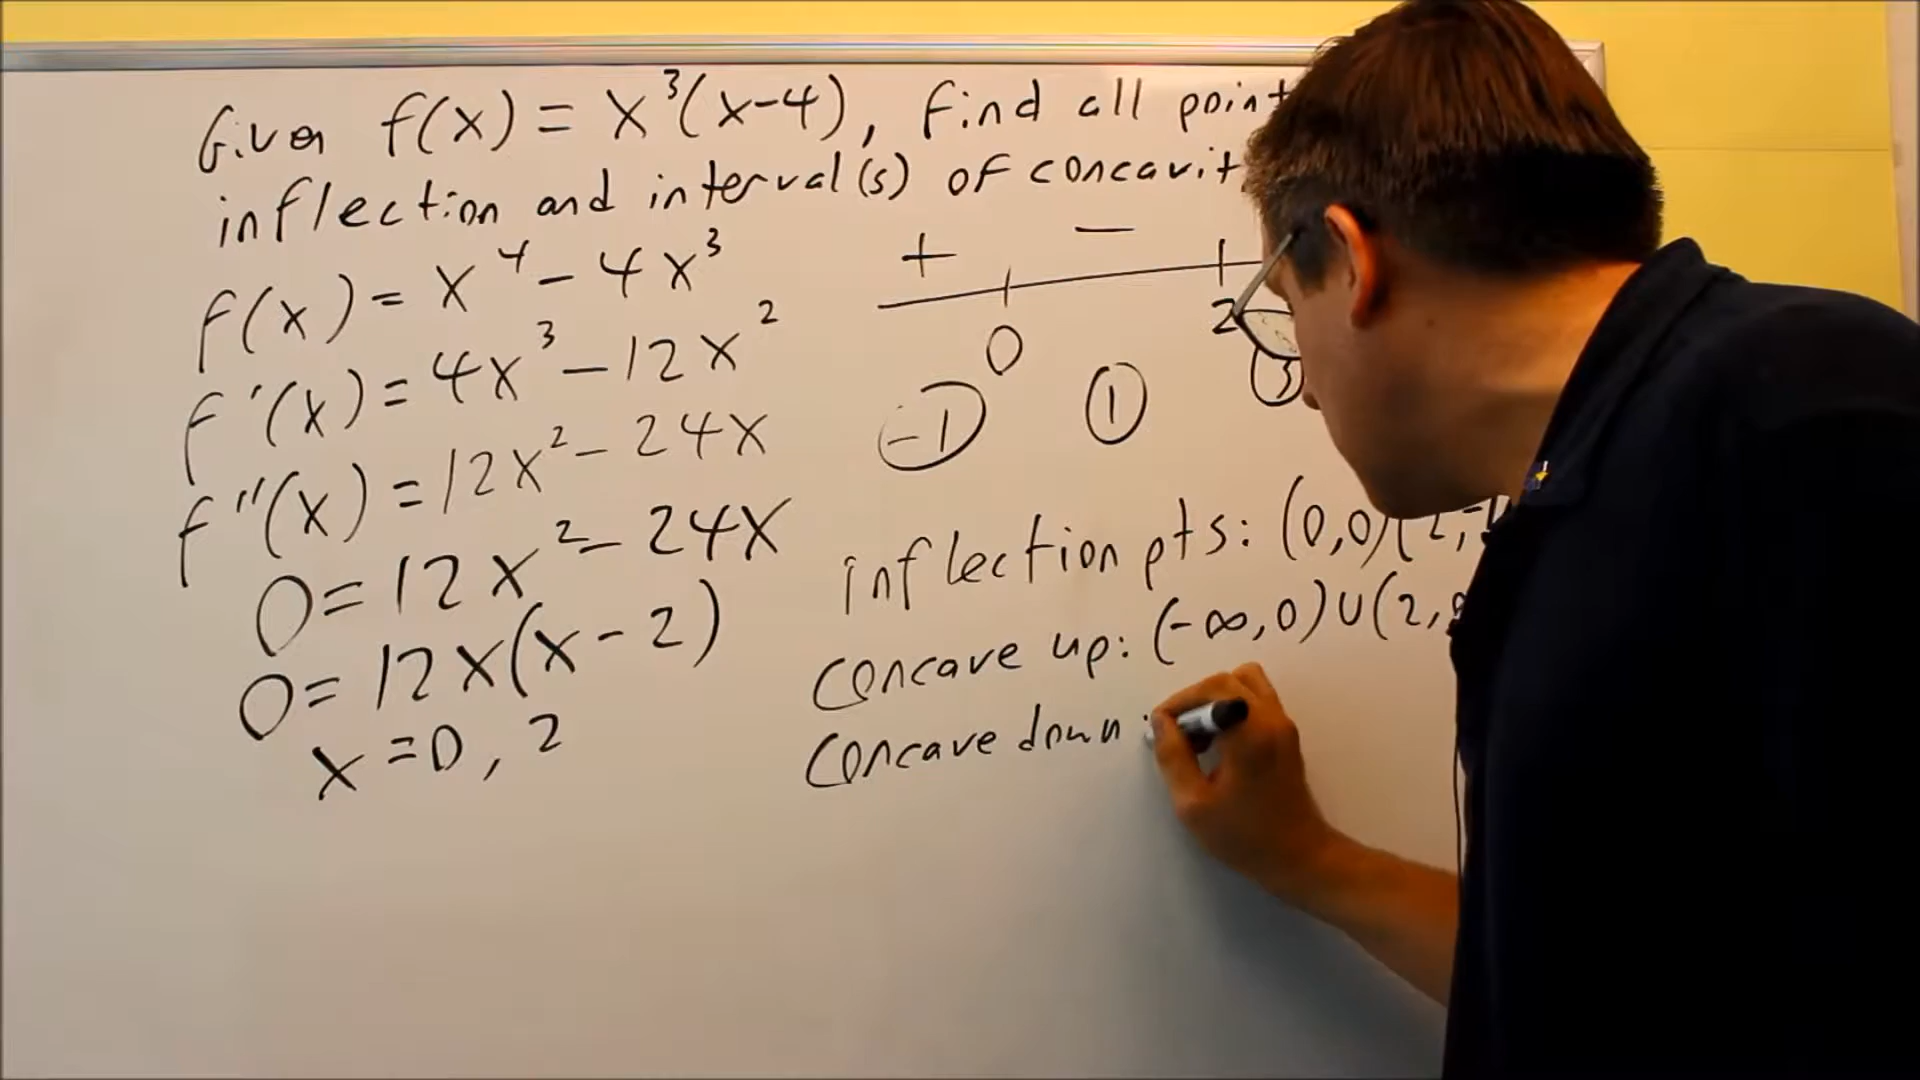 Given f(x) = x³(x-4), find all
inflection and interval(s) of
f(x) = x⁴ - 4x³
+ −
0 2
f'(x) = 4x³ - 12x²
-1 1 3
f''(x) = 12x² - 24x
0 = 12x² - 24x
inflection pts: (0,0)(2,-
0 = 12x(x-2)
concave up: (-∞,0)∪(2,
x = 0, 2
concave down :